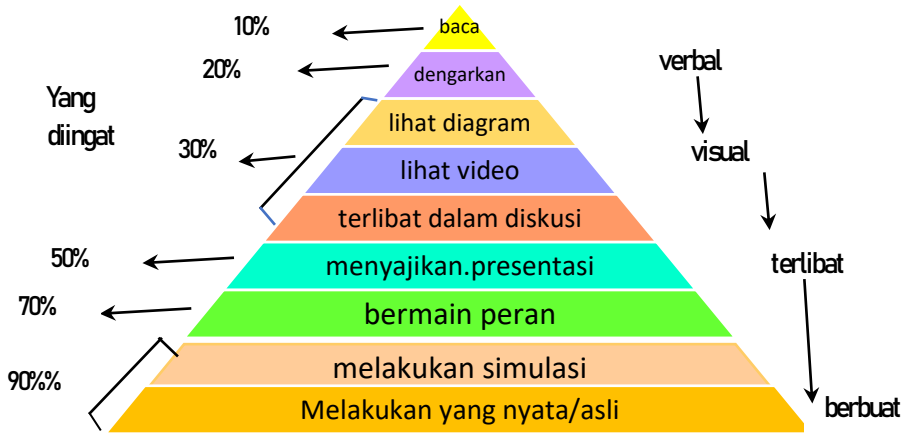 10%
baca
20%
dengarkan
verbal
Yang
diingat
lihat diagram
30%
visual
lihat video
terlibat dalam diskusi
50%
menyajikan.presentasi
terlibat
70%
bermain peran
melakukan simulasi
90%%
Melakukan yang nyata/asli
berbuat